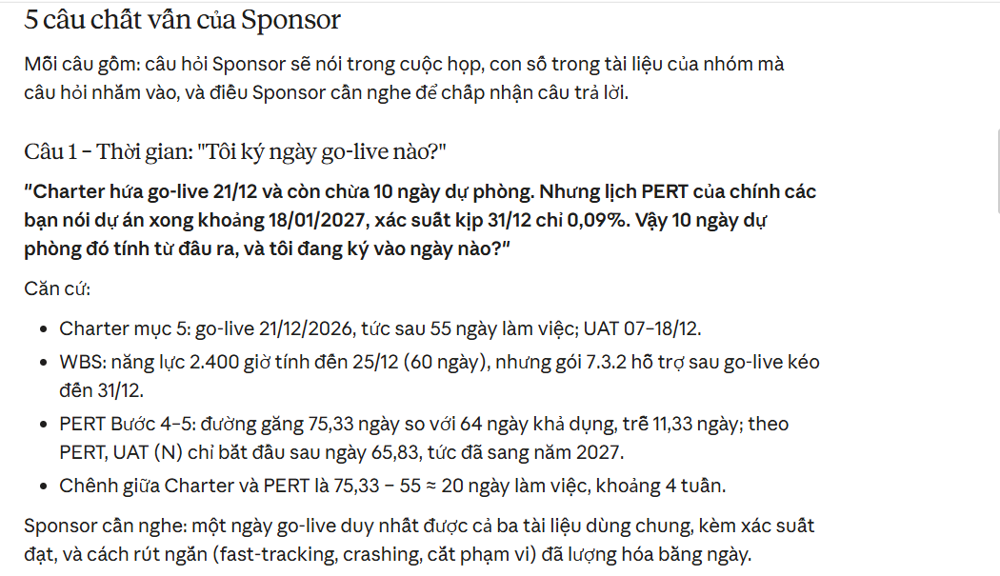 5 câu chất vấn của Sponsor
Mỗi câu gồm: câu hỏi Sponsor sẽ nói trong cuộc họp, con số trong tài liệu của nhóm mà
câu hỏi nhắm vào, và điều Sponsor cần nghe để chấp nhận câu trả lời.
Câu 1 – Thời gian: "Tôi ký ngày go-live nào?"
"Charter hứa go-live 21/12 và còn chừa 10 ngày dự phòng. Nhưng lịch PERT của chính các
bạn nói dự án xong khoảng 18/01/2027, xác suất kịp 31/12 chỉ 0,09%. Vậy 10 ngày dự
phòng đó tính từ đâu ra, và tôi đang ký vào ngày nào?"
Căn cứ:
• Charter mục 5: go-live 21/12/2026, tức sau 55 ngày làm việc; UAT 07–18/12.
• WBS: năng lực 2.400 giờ tính đến 25/12 (60 ngày), nhưng gói 7.3.2 hỗ trợ sau go-live kéo
đến 31/12.
• PERT Bước 4–5: đường găng 75,33 ngày so với 64 ngày khả dụng, trễ 11,33 ngày; theo
PERT, UAT (N) chỉ bắt đầu sau ngày 65,83, tức đã sang năm 2027.
• Chênh giữa Charter và PERT là 75,33 − 55 ≈ 20 ngày làm việc, khoảng 4 tuần.
Sponsor cần nghe: một ngày go-live duy nhất được cả ba tài liệu dùng chung, kèm xác suất
đạt, và cách rút ngắn (fast-tracking, crashing, cắt phạm vi) đã lượng hóa bằng ngày.